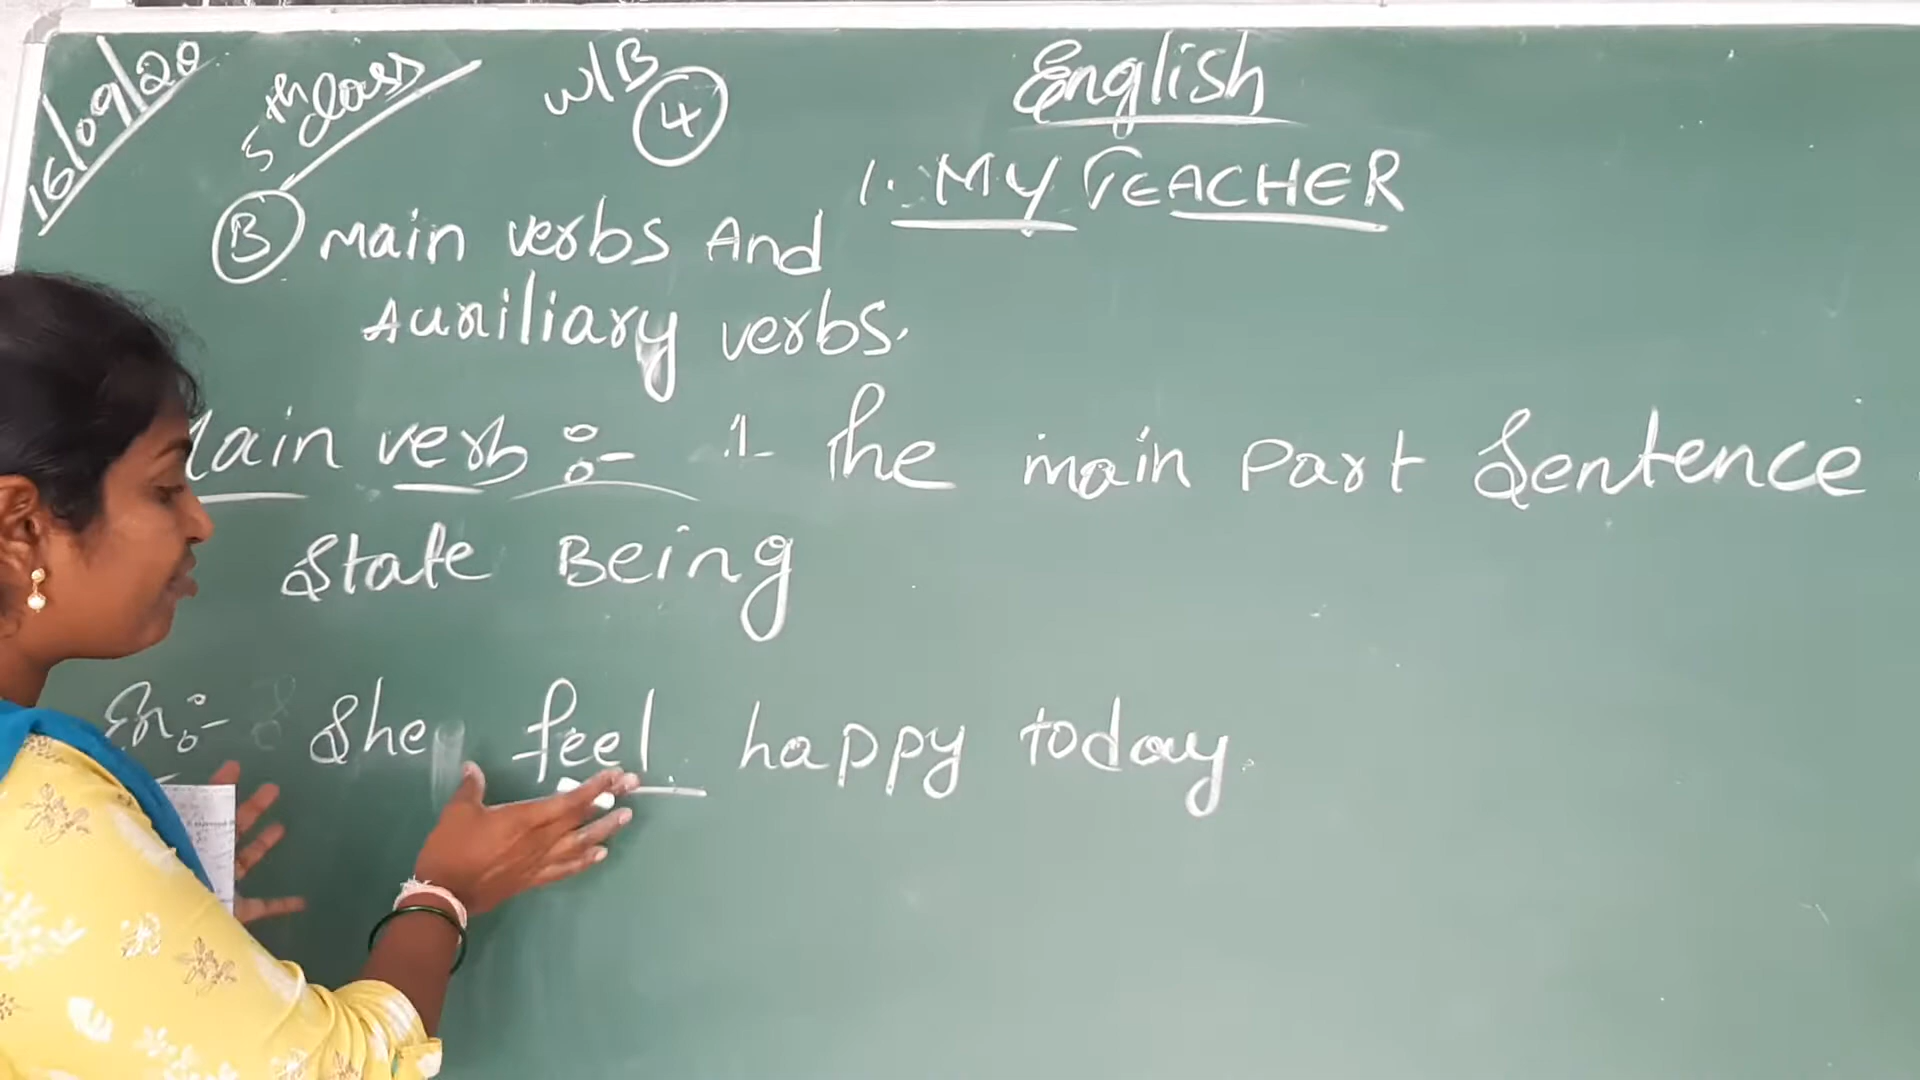 16/09/20
5th class
W/B
4
English
1. MY TEACHER
B Main verbs And
Auxiliary verbs.
Main verb :- 1 The main Part Sentence
State Being
Ex:- She feel happy today.